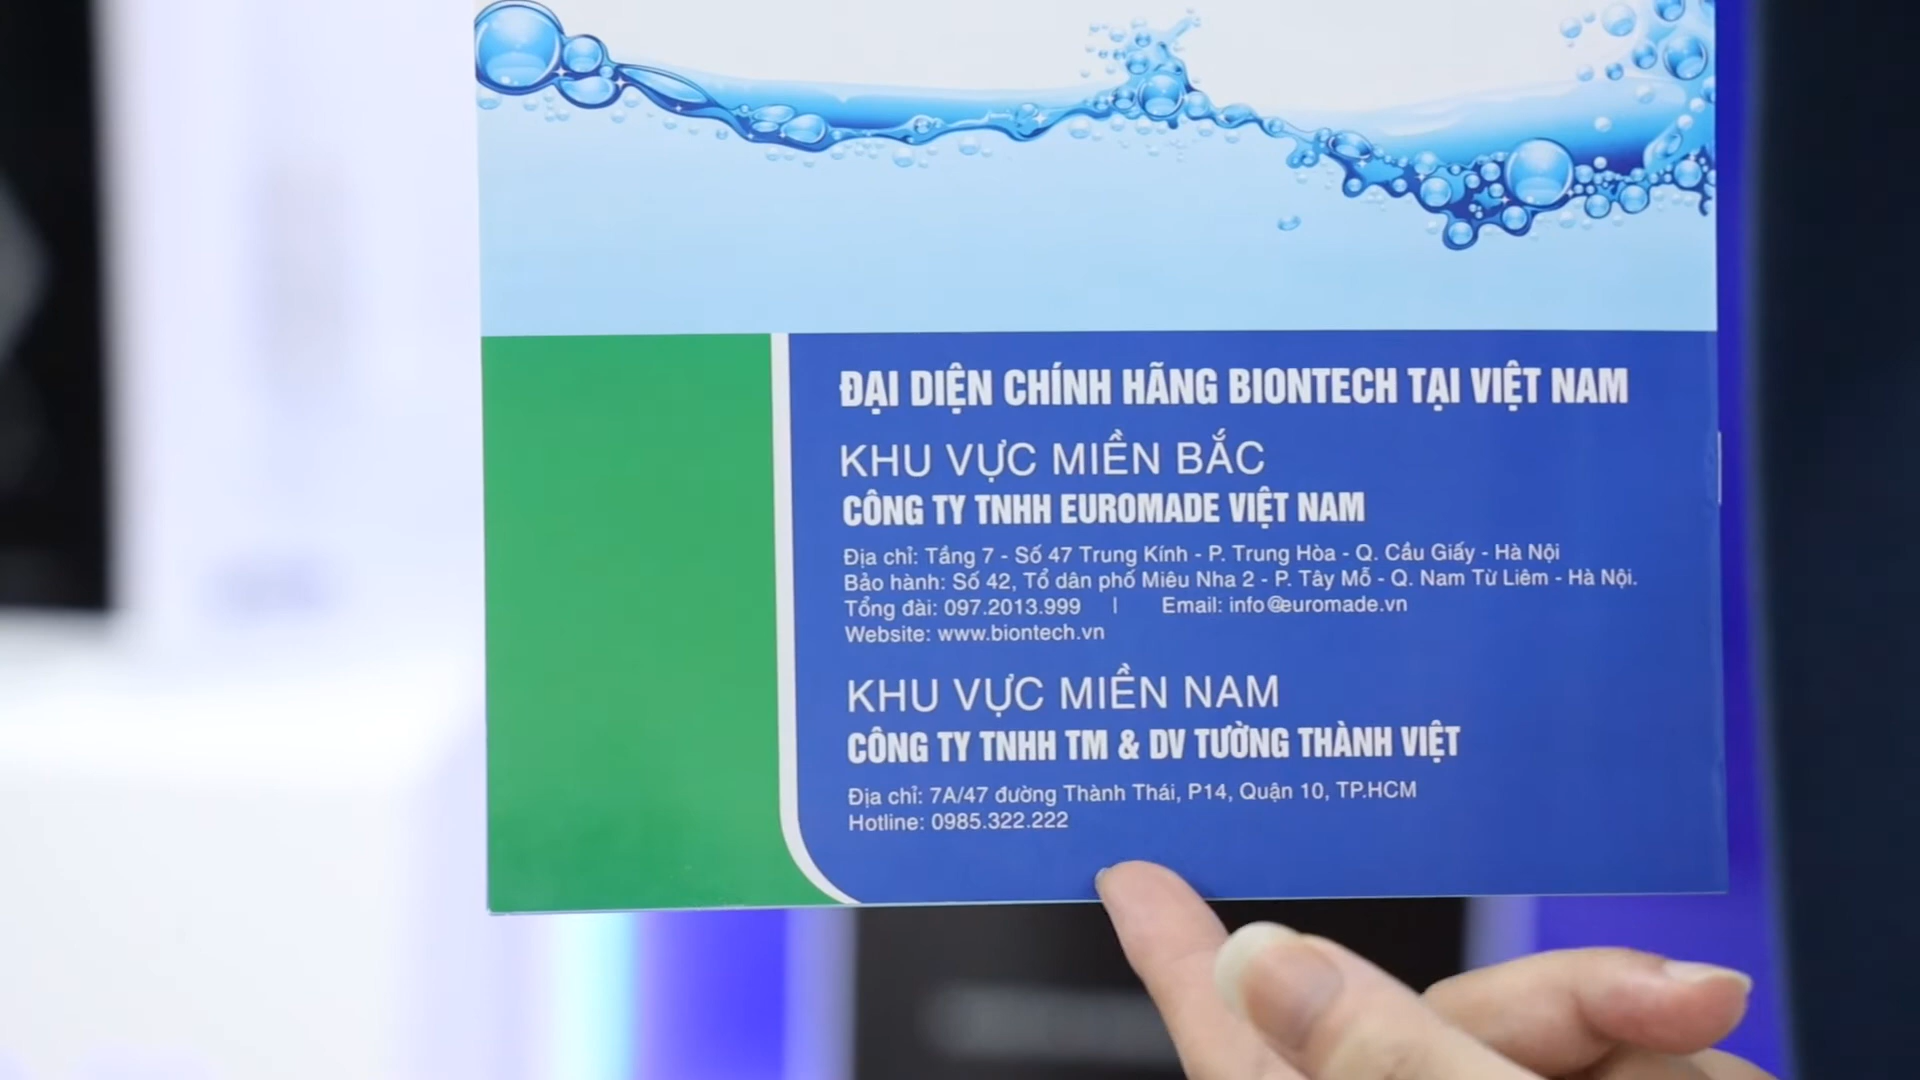 ĐẠI DIỆN CHÍNH HÃNG BIONTECH TẠI VIỆT NAM
KHU VỰC MIỀN BẮC
CÔNG TY TNHH EUROMADE VIỆT NAM
Địa chỉ: Tầng 7 - Số 47 Trung Kính - P. Trung Hòa - Q. Cầu Giấy - Hà Nội
Bảo hành: Số 42, Tổ dân phố Miêu Nha 2 - P. Tây Mỗ - Q. Nam Từ Liêm - Hà Nội.
Tổng đài: 097.2013.999 | Email: info@euromade.vn
Website: www.biontech.vn
KHU VỰC MIỀN NAM
CÔNG TY TNHH TM & DV TƯỜNG THÀNH VIỆT
Địa chỉ: 7A/47 đường Thành Thái, P14, Quận 10, TP.HCM
Hotline: 0985.322.222